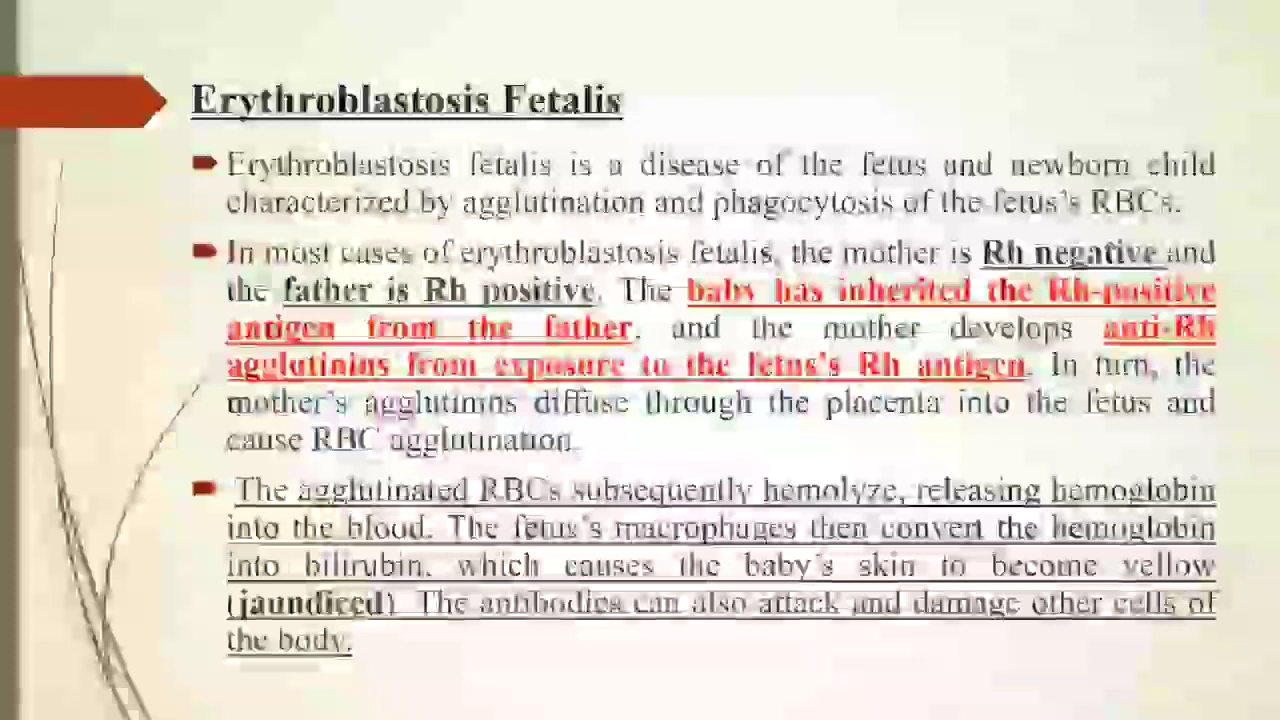 Erythroblastosis Fetalis
Erythroblastosis fetalis is a disease of the fetus and newborn child
characterized by agglutination and phagocytosis of the fetus's RBCs.
In most cases of erythroblastosis fetalis, the mother is Rh negative and
the father is Rh positive. The baby has inherited the Rh-positive
antigen from the father, and the mother develops anti-Rh
agglutinins from exposure to the fetus's Rh antigen. In turn, the
mother's agglutinins diffuse through the placenta into the fetus and
cause RBC agglutination.
The agglutinated RBCs subsequently hemolyze, releasing hemoglobin
into the blood. The fetus's macrophages then convert the hemoglobin
into bilirubin, which causes the baby's skin to become yellow
(jaundiced). The antibodies can also attack and damage other cells of
the body.